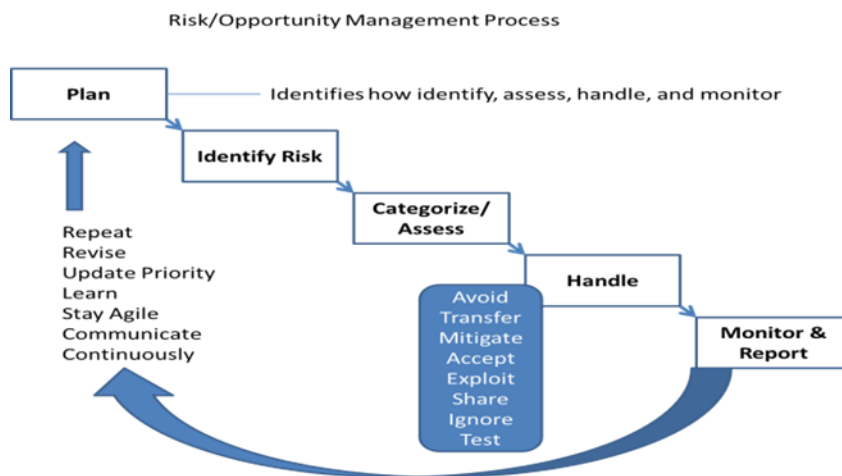 Risk/Opportunity Management Process
Plan
Identifies how identify, assess, handle, and monitor
Identify Risk
Categorize/
Assess
Handle
Avoid
Transfer
Mitigate
Accept
Exploit
Share
Ignore
Test
Monitor &
Report
Repeat
Revise
Update Priority
Learn
Stay Agile
Communicate
Continuously